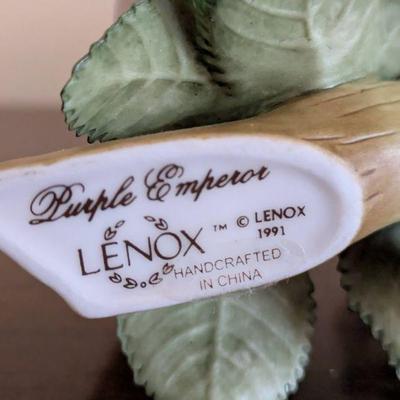 Purple Emperor
LENOX ™ © LENOX
1991
HANDCRAFTED
IN CHINA